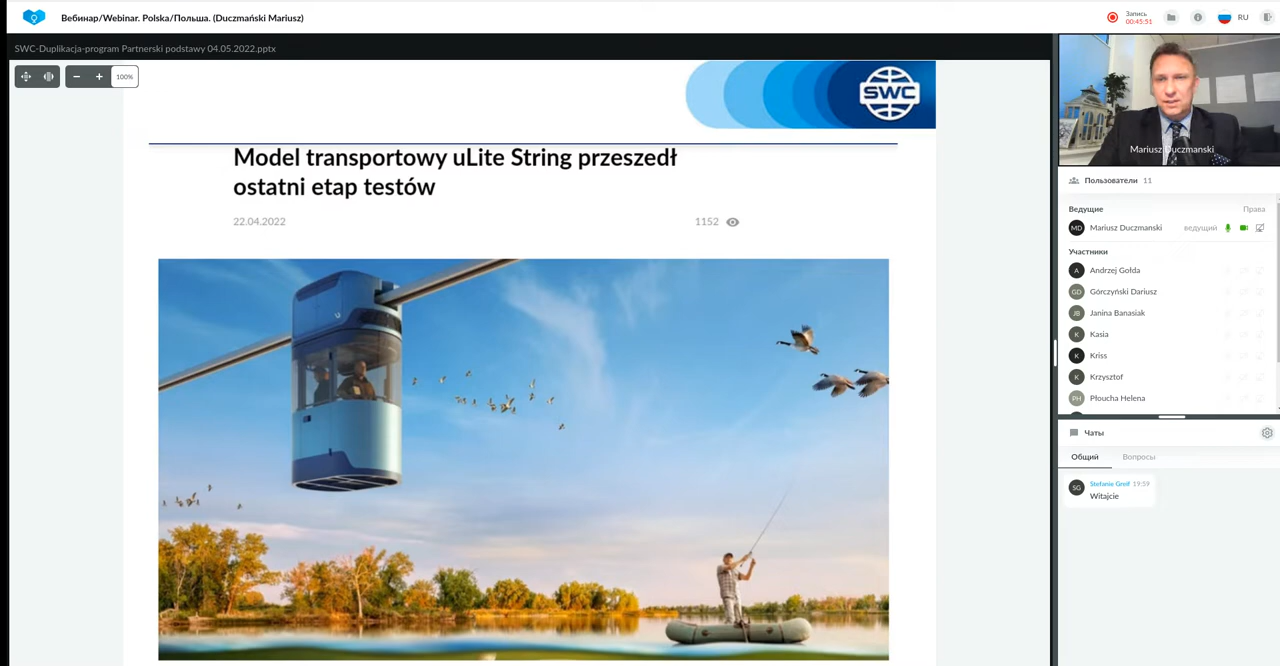 Вебинар/Webinar. Polska/Польша. (Duczmański Mariusz)
Запись
00:45:51
RU
SWC-Duplikacja-program Partnerski podstawy 04.05.2022.pptx
100%
SWC
Model transportowy uLite String przeszedł
ostatni etap testów
22.04.2022
1152
Mariusz Duczmanski
Пользователи 11
Ведущие
Права
MD
Mariusz Duczmanski
ведущий
Участники
A
Andrzej Gołda
GD
Górczyński Dariusz
JB
Janina Banasiak
K
Kasia
K
Kriss
K
Krzysztof
PH
Płoucha Helena
Чаты
Общий
Вопросы
SG
Stefanie Greif 19:59
Witajcie